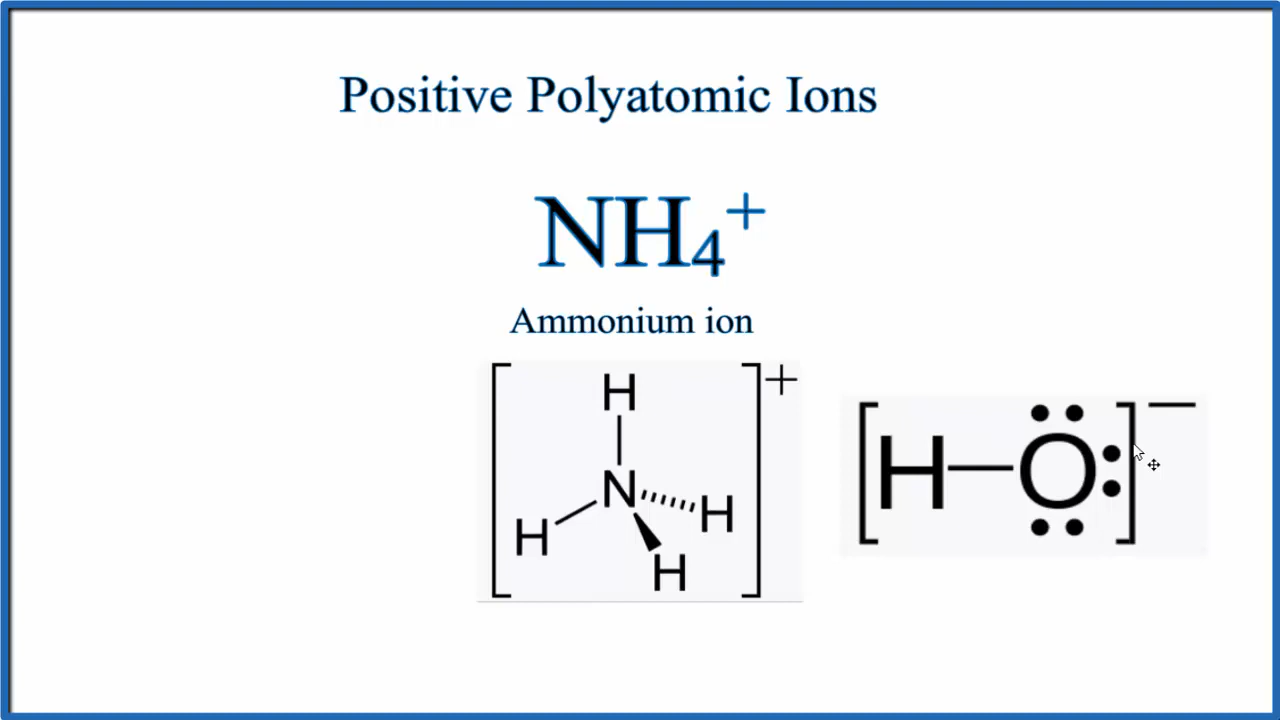 Positive Polyatomic Ions
NH₄⁺
Ammonium ion
[ H N H H H ]⁺
[ H—O ]⁻